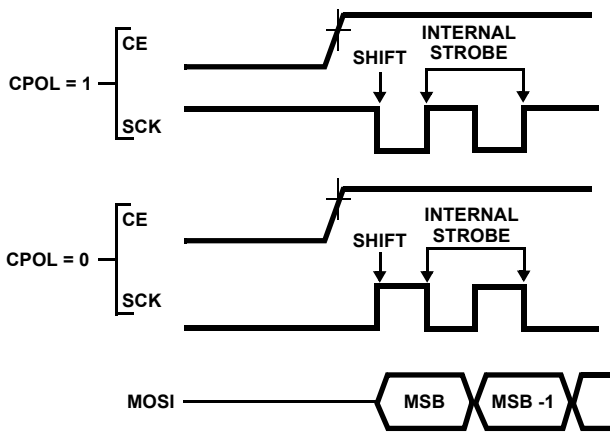 CE
SHIFT
INTERNAL
STROBE
CPOL = 1
SCK
CE
SHIFT
INTERNAL
STROBE
CPOL = 0
SCK
MOSI
MSB
MSB -1